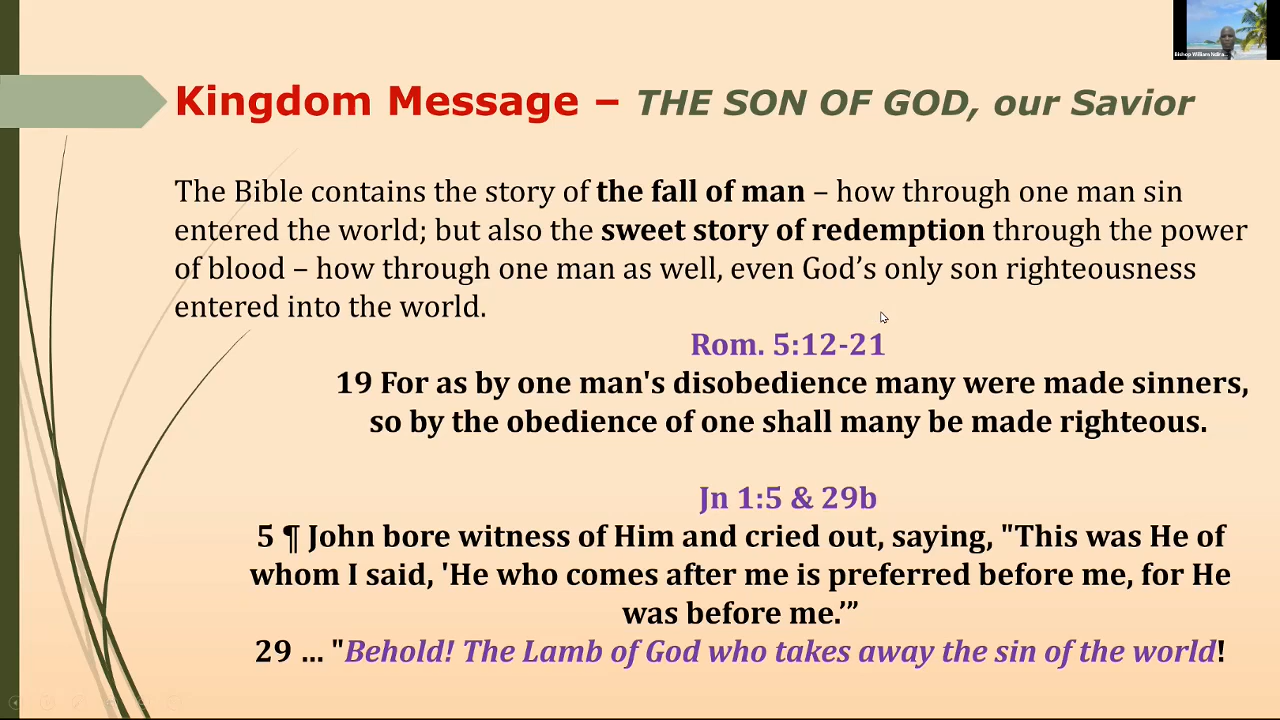 Bishop William Ndira...
Kingdom Message – THE SON OF GOD, our Savior
The Bible contains the story of the fall of man – how through one man sin
entered the world; but also the sweet story of redemption through the power
of blood – how through one man as well, even God’s only son righteousness
entered into the world.
Rom. 5:12-21
19 For as by one man's disobedience many were made sinners,
so by the obedience of one shall many be made righteous.
Jn 1:5 & 29b
5 ¶ John bore witness of Him and cried out, saying, "This was He of
whom I said, 'He who comes after me is preferred before me, for He
was before me.’”
29 ... "Behold! The Lamb of God who takes away the sin of the world!